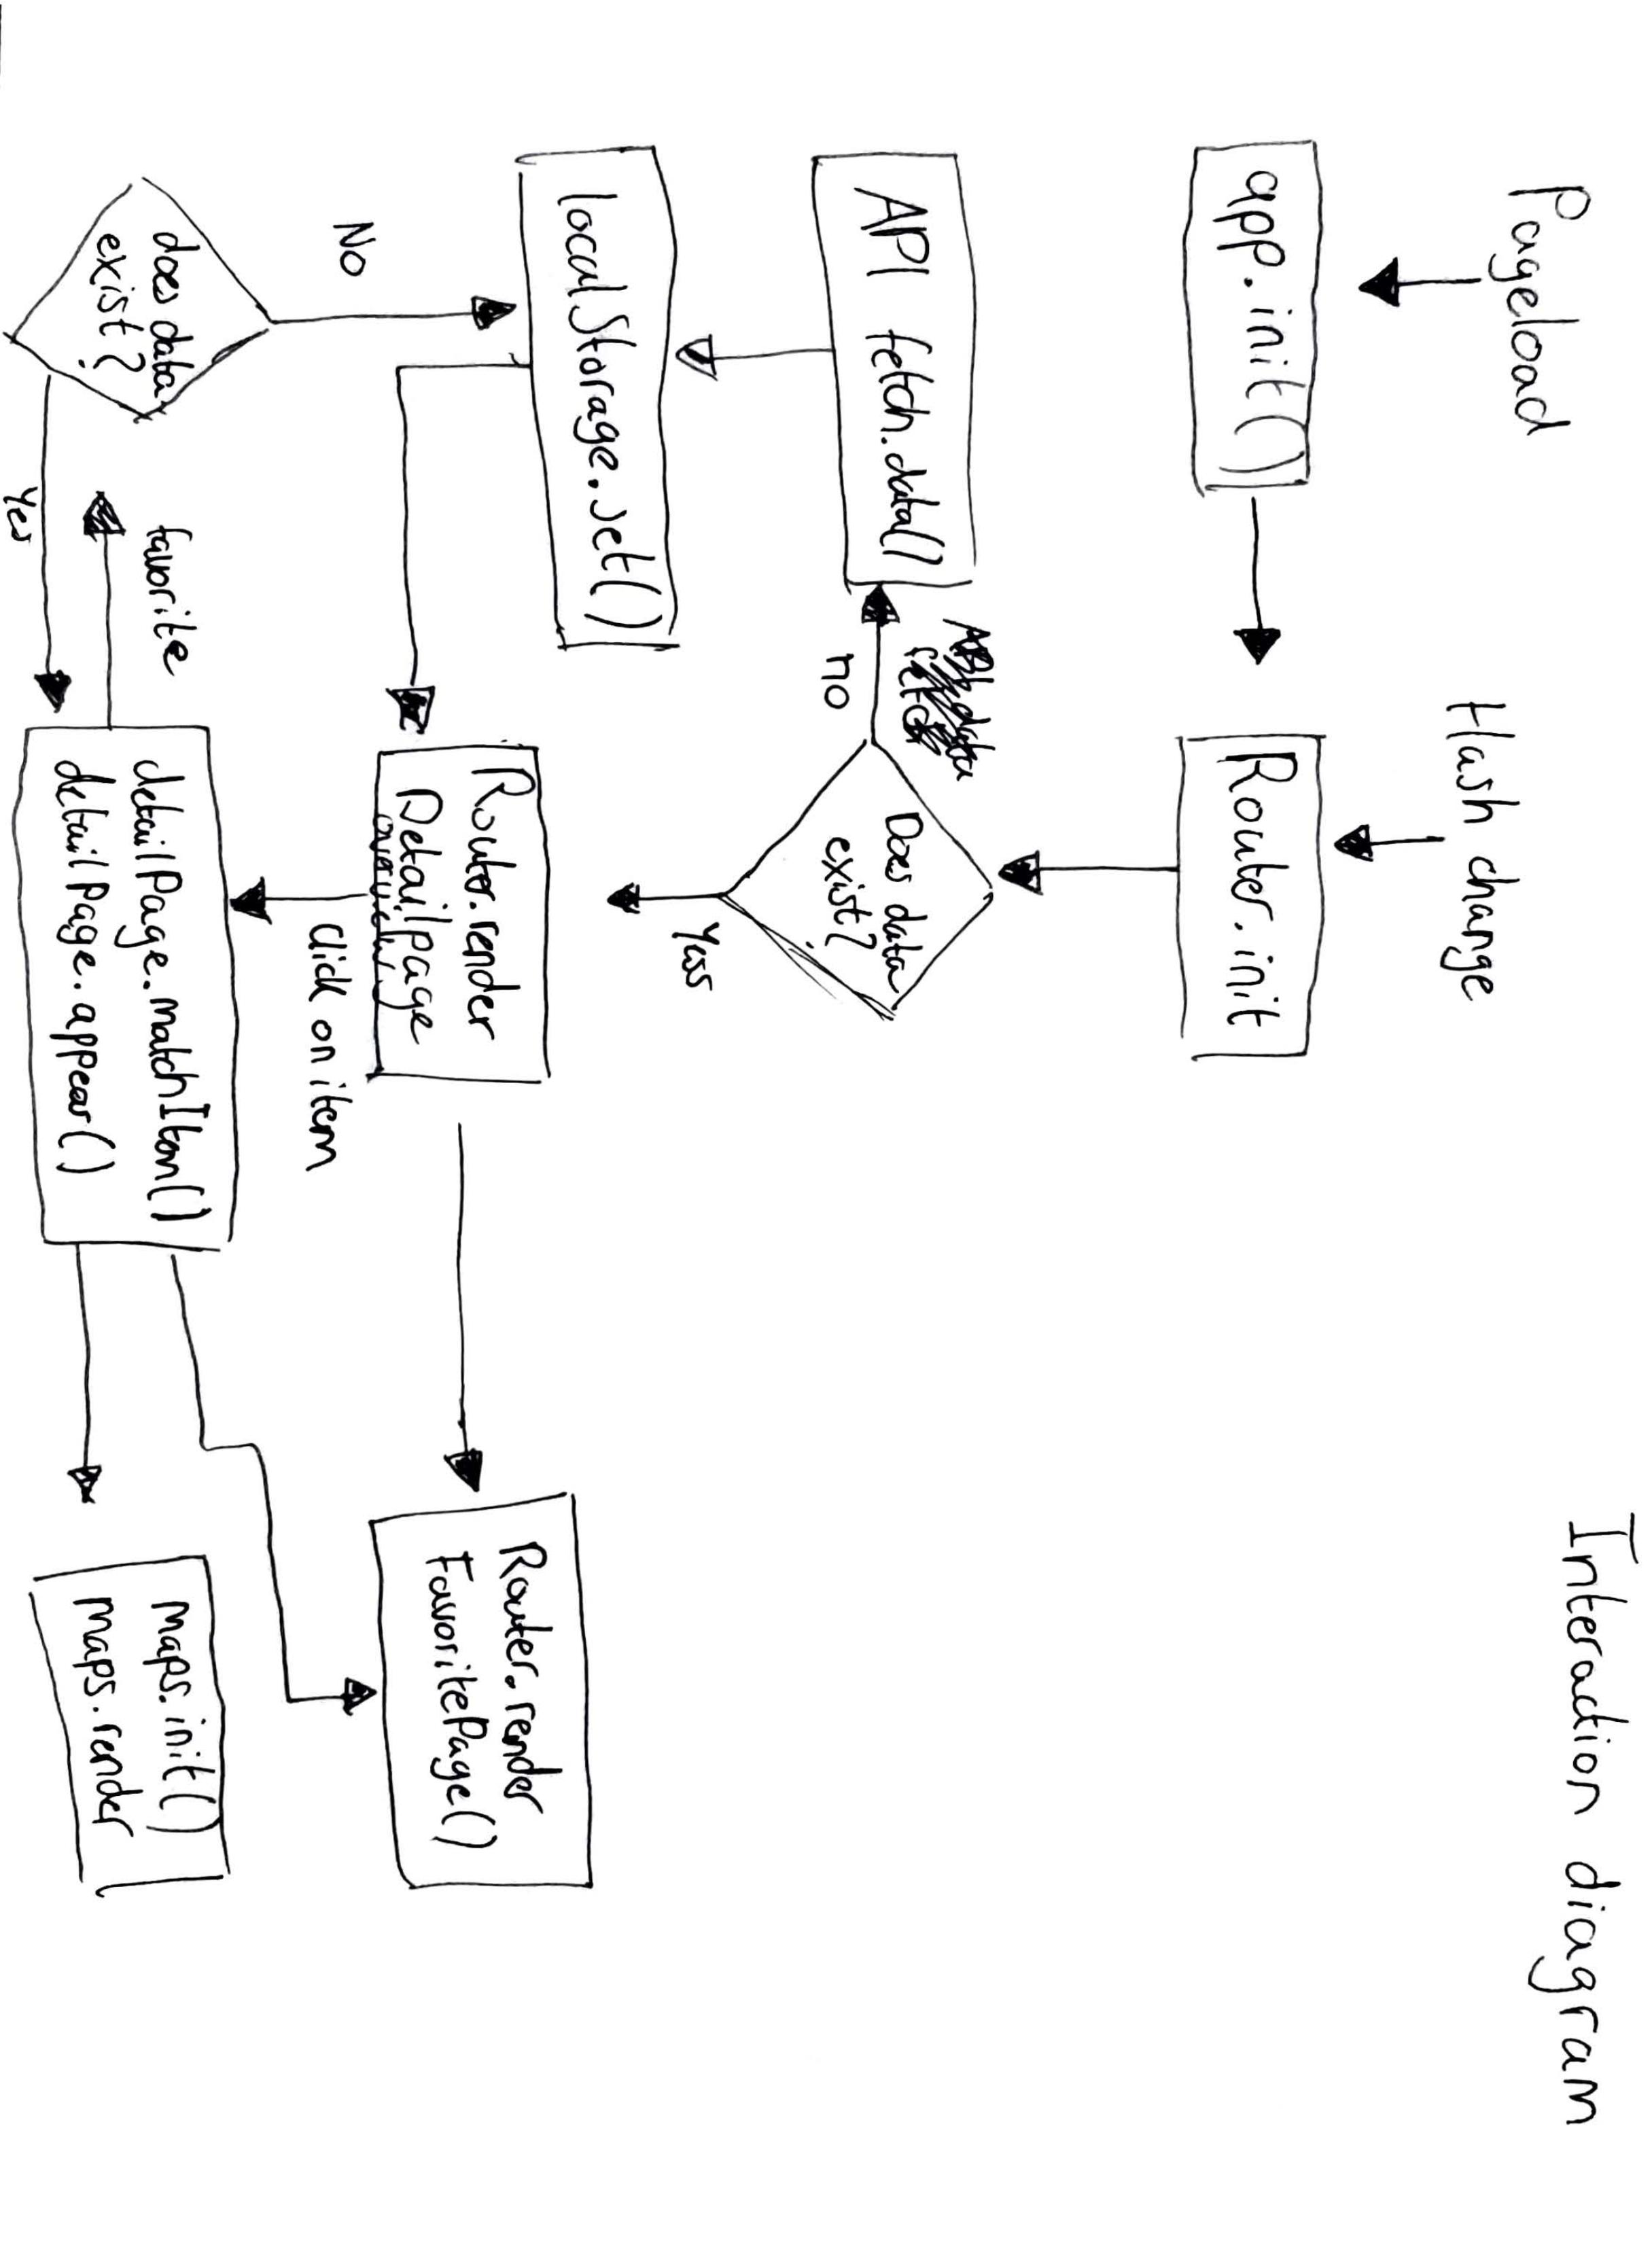 Interaction diagram
Pageload
Hash change
app.init()
Router.init
Does data
exist?
no
Yes
API fetch.data()
localStorage.set()
Router.render
Detailpage
Router.render
FavoritePage()
Click on item
No
does data
exist?
Yes
favorite
detailPage.matchItem()
detailPage.appear()
maps.init()
maps.render